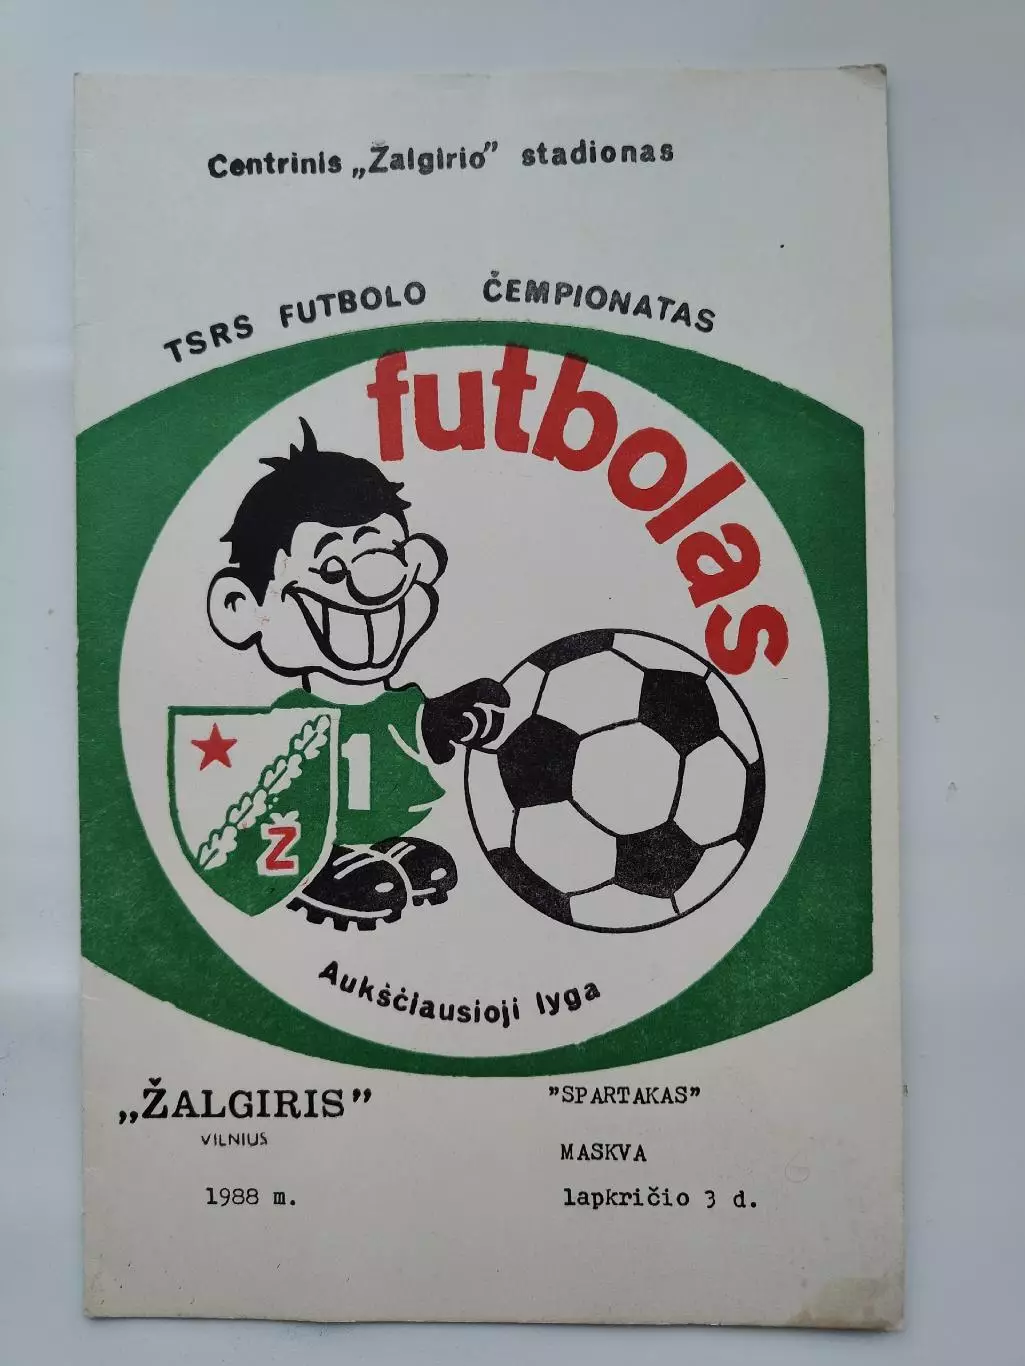 Centrinis „Žalgirio” stadionas
TSRS FUTBOLO ČEMPIONATAS
futbolas
1
Ž
Aukščiausioji lyga
„ŽALGIRIS”
VILNIUS
1988 m.
”SPARTAKAS”
MASKVA
lapkričio 3 d.